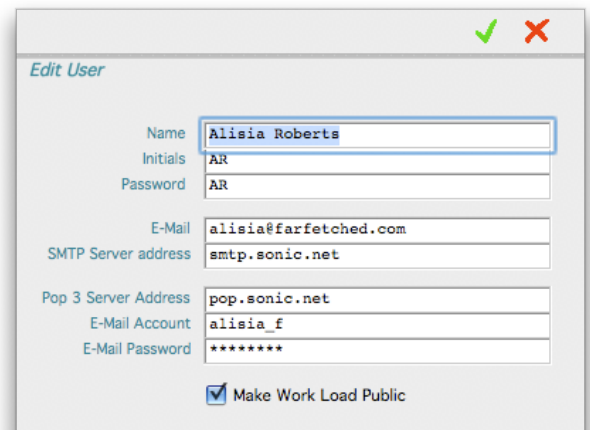 Edit User
Name Alisia Roberts
Initials AR
Password AR
E-Mail alisia@farfetched.com
SMTP Server address smtp.sonic.net
Pop 3 Server Address pop.sonic.net
E-Mail Account alisia_f
E-Mail Password ********
Make Work Load Public